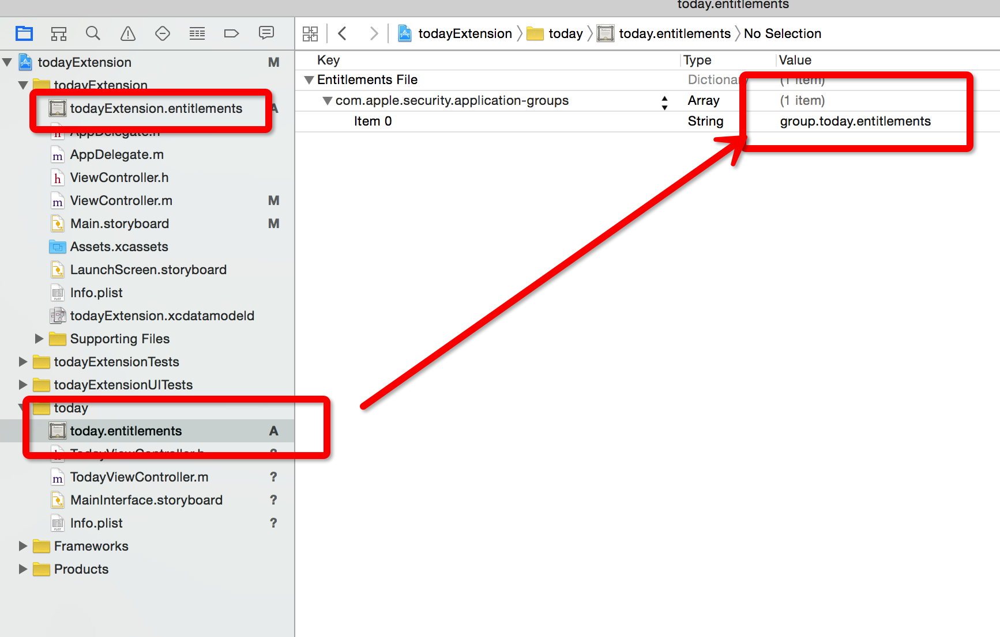 today.entitlements
todayExtension
today
today.entitlements
No Selection
todayExtension M
todayExtension
todayExtension.entitlements A
AppDelegate.h
AppDelegate.m
ViewController.h
ViewController.m M
Main.storyboard M
Assets.xcassets
LaunchScreen.storyboard
Info.plist
todayExtension.xcdatamodeld
Supporting Files
todayExtensionTests
todayExtensionUITests
today
today.entitlements A
TodayViewController.h ?
TodayViewController.m ?
MainInterface.storyboard ?
Info.plist ?
Frameworks
Products
Key Type Value
Entitlements File Dictionary (1 item)
com.apple.security.application-groups Array (1 item)
Item 0 String group.today.entitlements